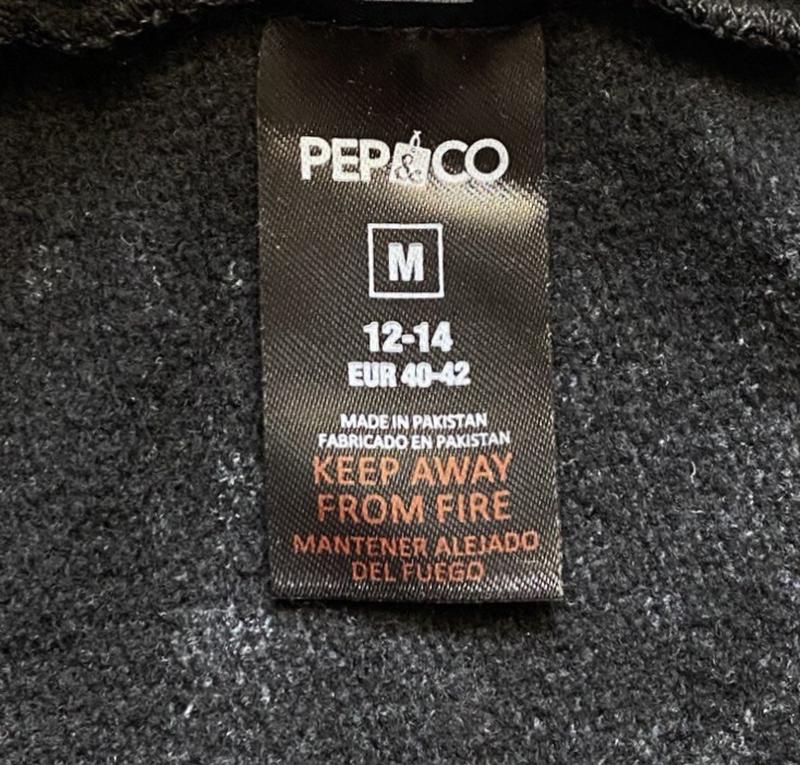 PEP&CO
M
12-14
EUR 40-42
MADE IN PAKISTAN
FABRICADO EN PAKISTAN
KEEP AWAY
FROM FIRE
MANTENER ALEJADO
DEL FUEGO